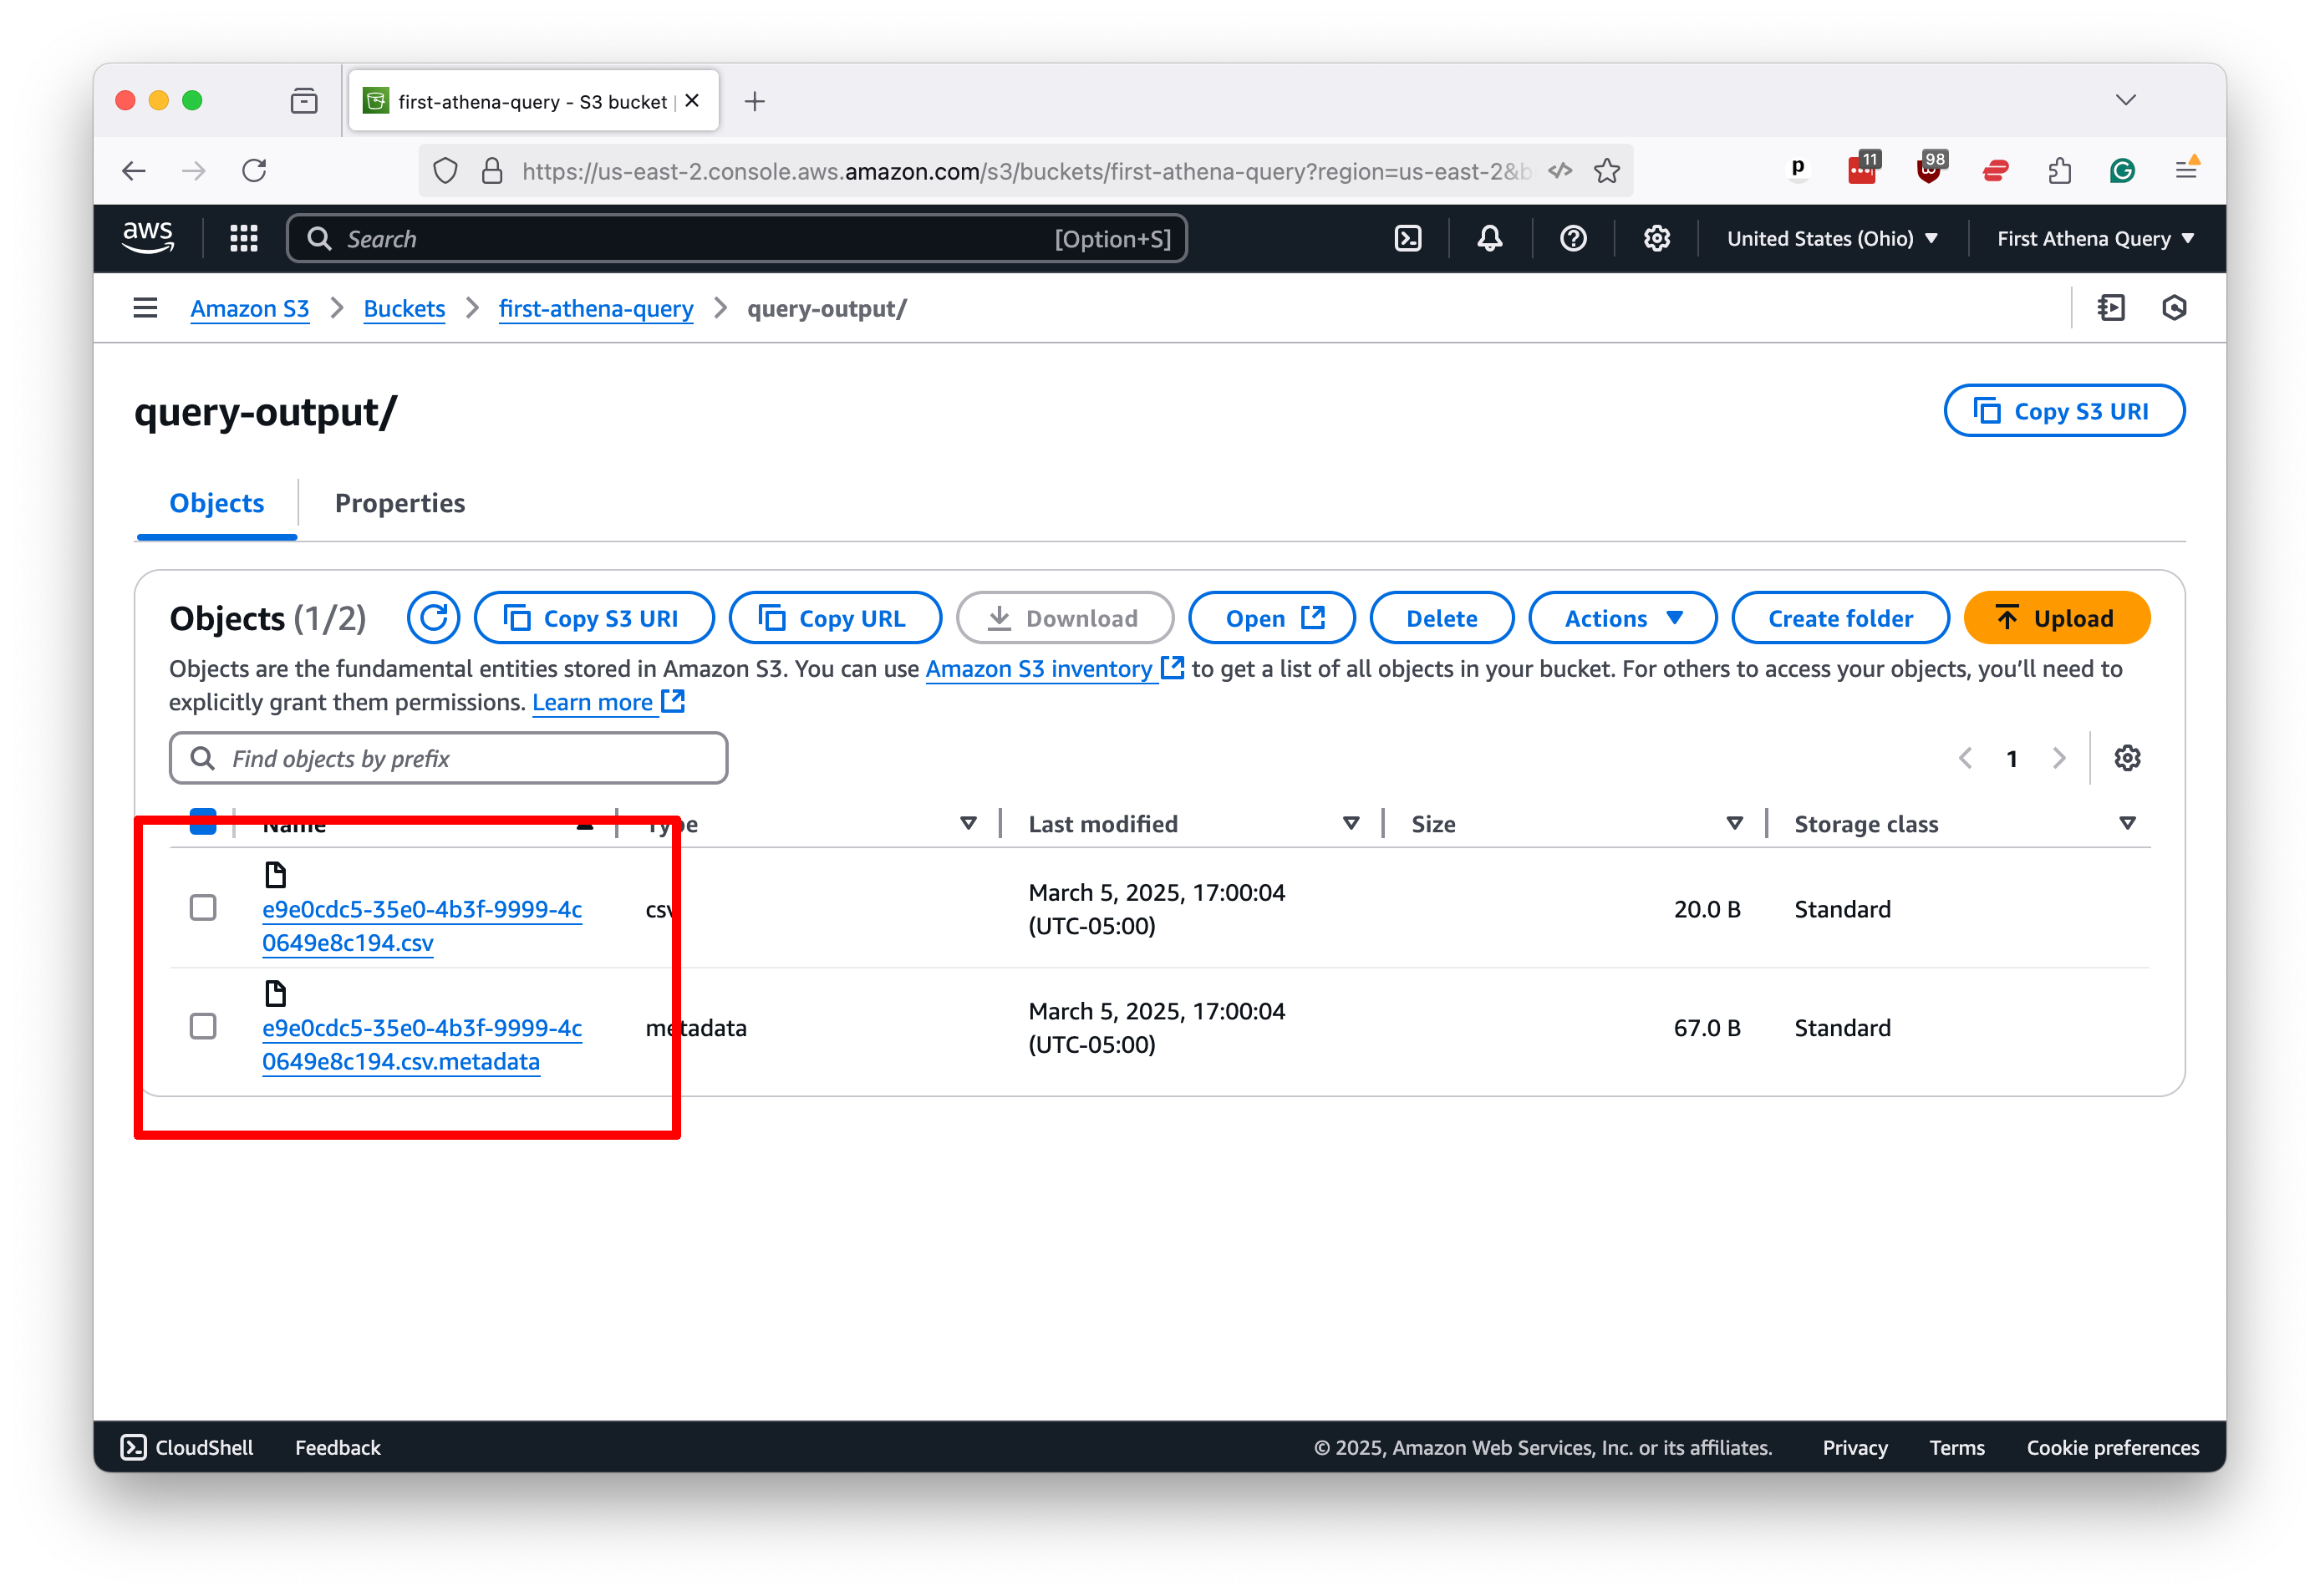 first-athena-query - S3 bucket |
https://us-east-2.console.aws.amazon.com/s3/buckets/first-athena-query?region=us-east-2&b
p
11
98
aws
Search
[Option+S]
United States (Ohio)
First Athena Query
Amazon S3 > Buckets > first-athena-query > query-output/
query-output/
Copy S3 URI
Objects
Properties
Objects (1/2)
Copy S3 URI
Copy URL
Download
Open
Delete
Actions
Create folder
Upload
Objects are the fundamental entities stored in Amazon S3. You can use Amazon S3 inventory to get a list of all objects in your bucket. For others to access your objects, you’ll need to
explicitly grant them permissions. Learn more
Find objects by prefix
1
Name
Type
Last modified
Size
Storage class
e9e0cdc5-35e0-4b3f-9999-4c
0649e8c194.csv
csv
March 5, 2025, 17:00:04
(UTC-05:00)
20.0 B
Standard
e9e0cdc5-35e0-4b3f-9999-4c
0649e8c194.csv.metadata
metadata
March 5, 2025, 17:00:04
(UTC-05:00)
67.0 B
Standard
CloudShell
Feedback
© 2025, Amazon Web Services, Inc. or its affiliates.
Privacy
Terms
Cookie preferences